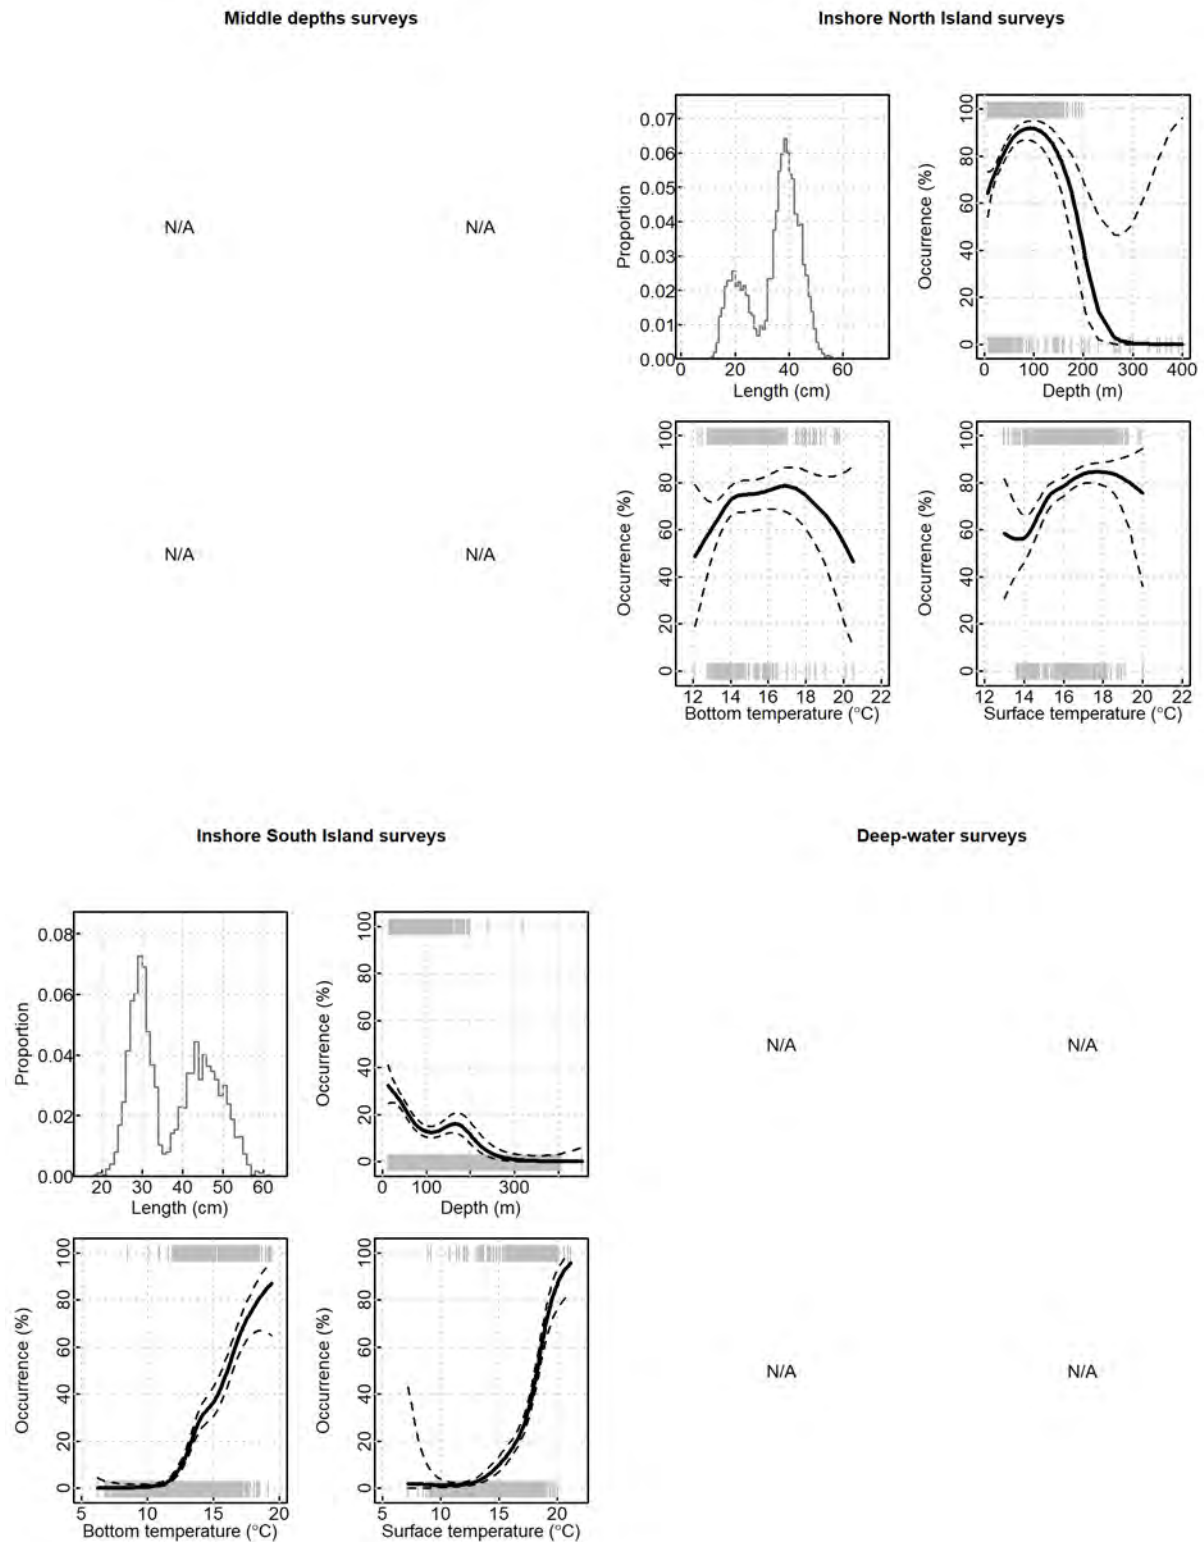 Middle depths surveys
Inshore North Island surveys
N/A
N/A
N/A
N/A
Proportion
0.07
0.06
0.05
0.04
0.03
0.02
0.01
0.00
0 20 40 60
Length (cm)
Occurrence (%)
100
80
60
40
20
0
0 100 200 300 400
Depth (m)
Occurrence (%)
100
80
60
40
20
0
12 14 16 18 20 22
Bottom temperature (°C)
Occurrence (%)
100
80
60
40
20
0
12 14 16 18 20 22
Surface temperature (°C)
Inshore South Island surveys
Deep-water surveys
Proportion
0.08
0.06
0.04
0.02
0.00
20 30 40 50 60
Length (cm)
Occurrence (%)
100
80
60
40
20
0
0 100 300
Depth (m)
N/A
N/A
Occurrence (%)
100
80
60
40
20
0
5 10 15 20
Bottom temperature (°C)
Occurrence (%)
100
80
60
40
20
0
5 10 15 20
Surface temperature (°C)
N/A
N/A